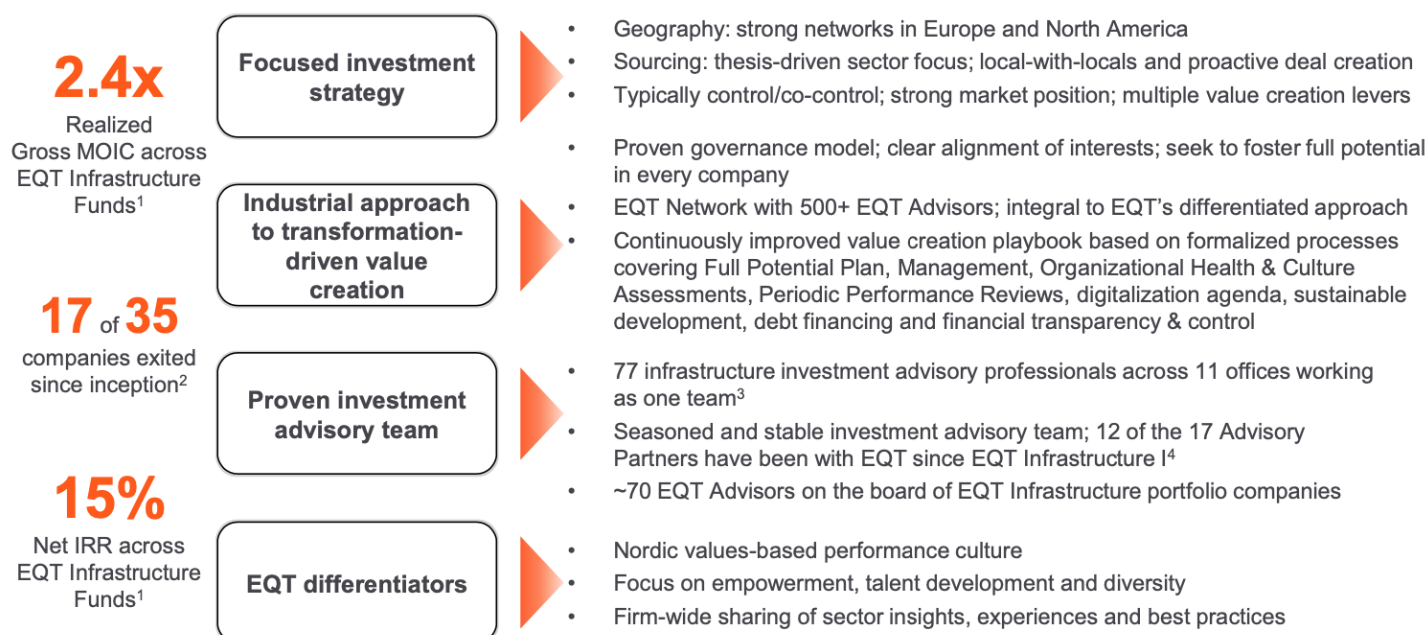 2.4x
Realized
Gross MOIC across
EQT Infrastructure
Funds1
17 of 35
companies exited
since inception2
15%
Net IRR across
EQT Infrastructure
Funds1
Focused investment
strategy
• Geography: strong networks in Europe and North America
• Sourcing: thesis-driven sector focus; local-with-locals and proactive deal creation
• Typically control/co-control; strong market position; multiple value creation levers
Industrial approach
to transformation-
driven value
creation
• Proven governance model; clear alignment of interests; seek to foster full potential
in every company
• EQT Network with 500+ EQT Advisors; integral to EQT’s differentiated approach
• Continuously improved value creation playbook based on formalized processes
covering Full Potential Plan, Management, Organizational Health & Culture
Assessments, Periodic Performance Reviews, digitalization agenda, sustainable
development, debt financing and financial transparency & control
Proven investment
advisory team
• 77 infrastructure investment advisory professionals across 11 offices working
as one team3
• Seasoned and stable investment advisory team; 12 of the 17 Advisory
Partners have been with EQT since EQT Infrastructure I4
• ~70 EQT Advisors on the board of EQT Infrastructure portfolio companies
EQT differentiators
• Nordic values-based performance culture
• Focus on empowerment, talent development and diversity
• Firm-wide sharing of sector insights, experiences and best practices